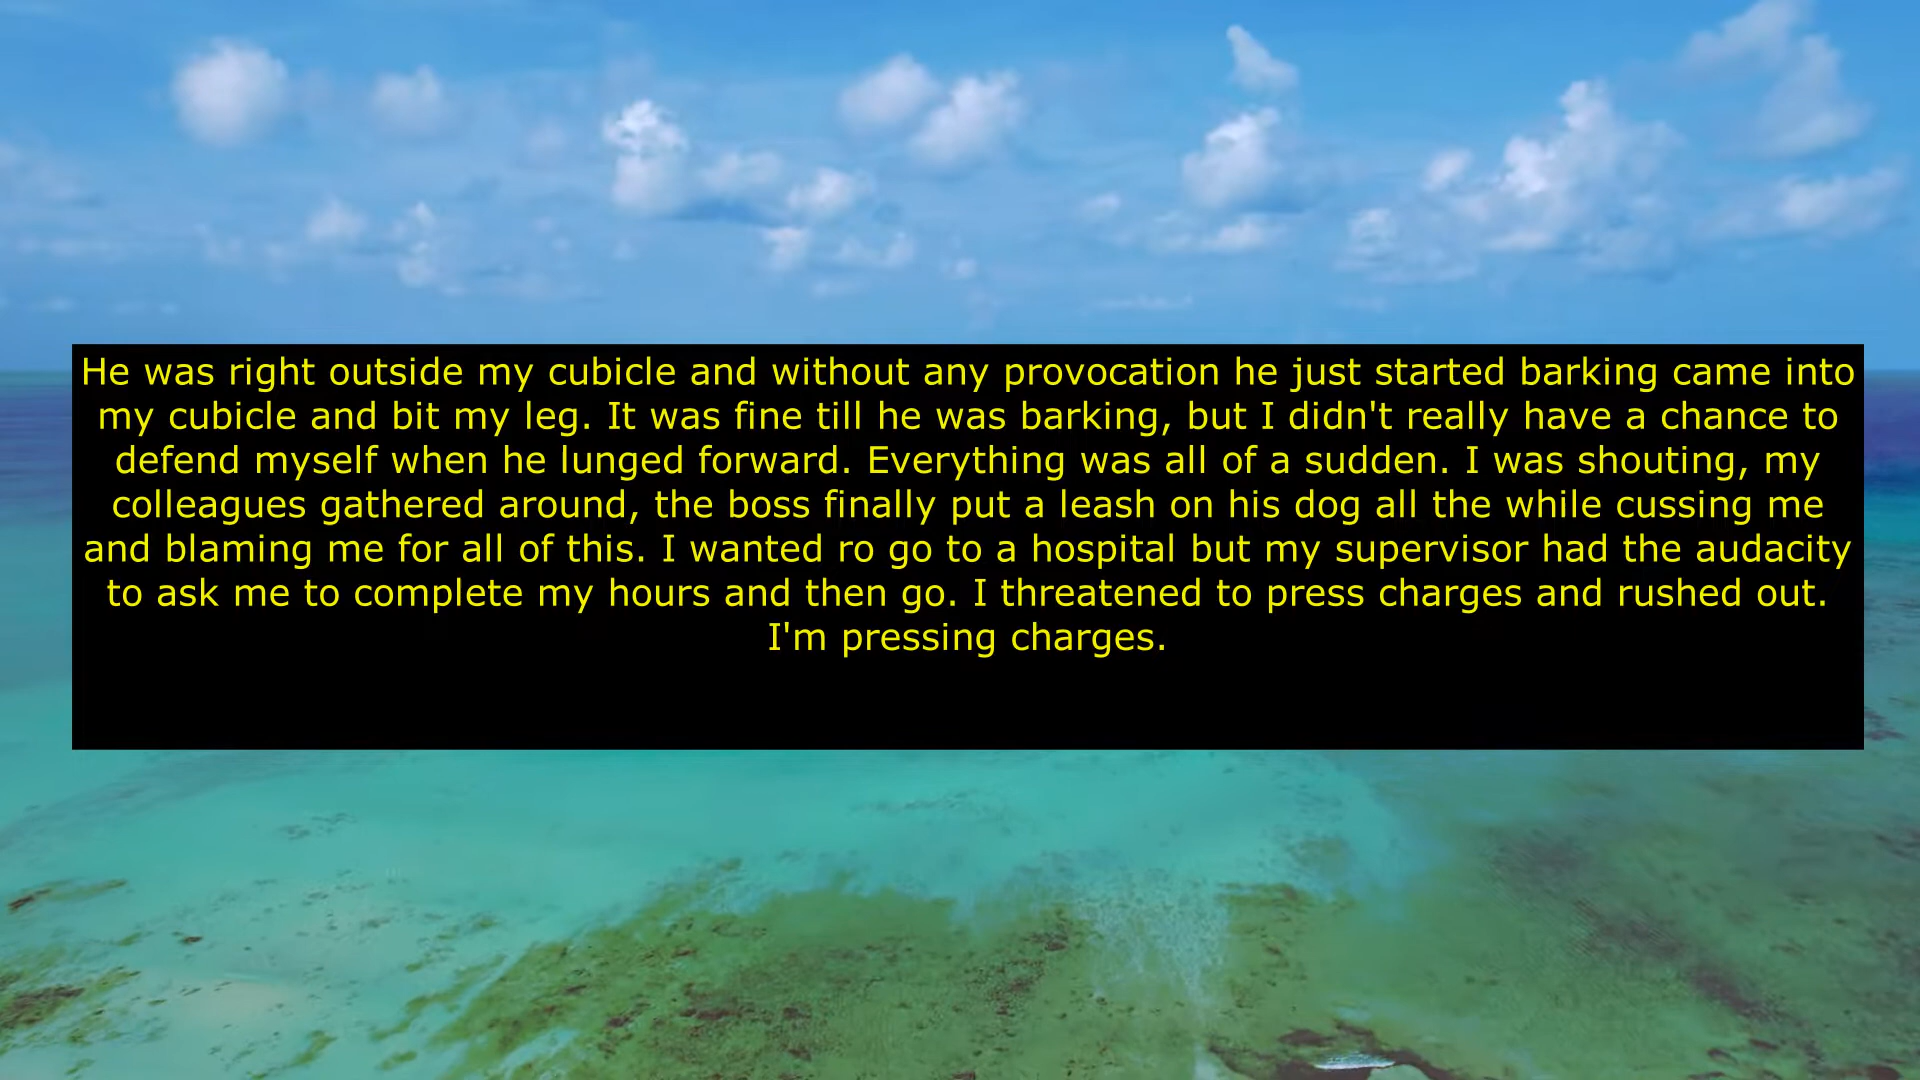 He was right outside my cubicle and without any provocation he just started barking came into
my cubicle and bit my leg. It was fine till he was barking, but I didn't really have a chance to
defend myself when he lunged forward. Everything was all of a sudden. I was shouting, my
colleagues gathered around, the boss finally put a leash on his dog all the while cussing me
and blaming me for all of this. I wanted ro go to a hospital but my supervisor had the audacity
to ask me to complete my hours and then go. I threatened to press charges and rushed out.
I'm pressing charges.